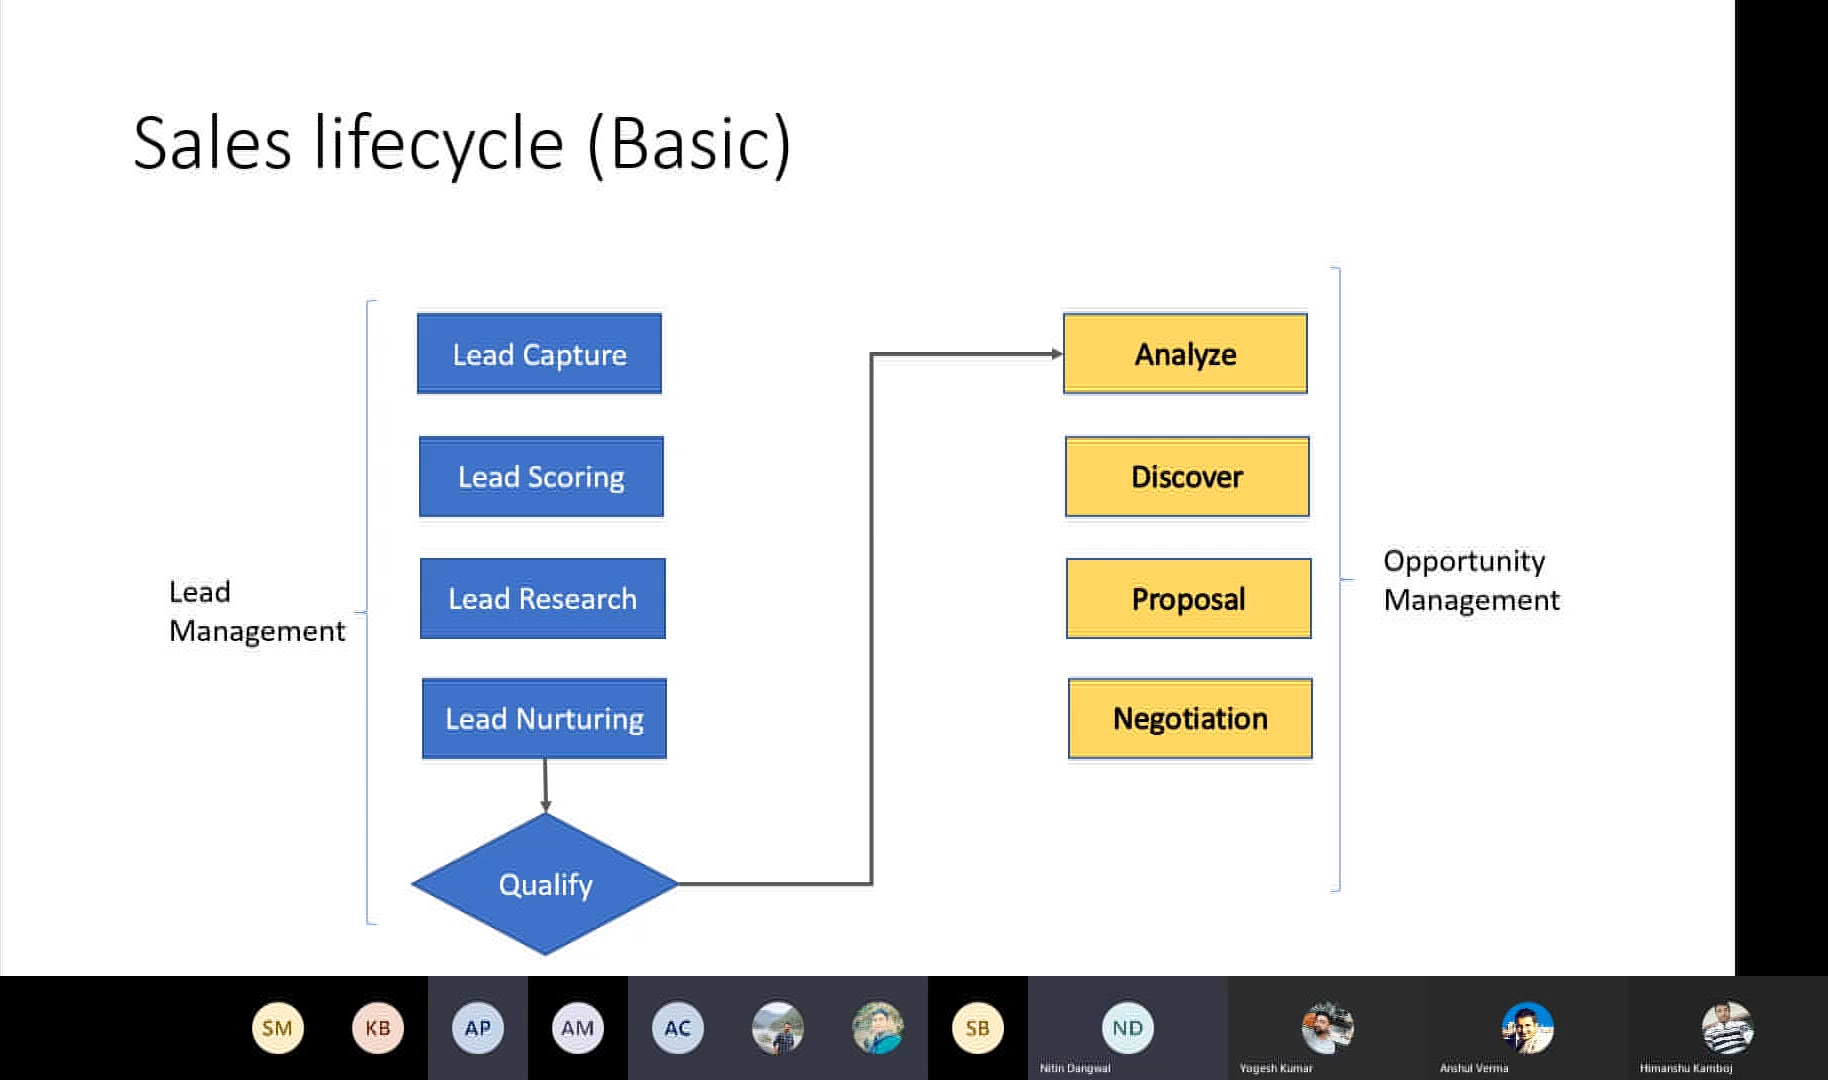 Sales lifecycle (Basic)
Lead Capture
Lead Scoring
Lead Research
Lead Nurturing
Qualify
Lead
Management
Analyze
Discover
Proposal
Negotiation
Opportunity
Management
SM
KB
AP
AM
AC
SB
ND
Nitin Dangwal
Yogesh Kumar
Anshul Verma
Himanshu Kamboj